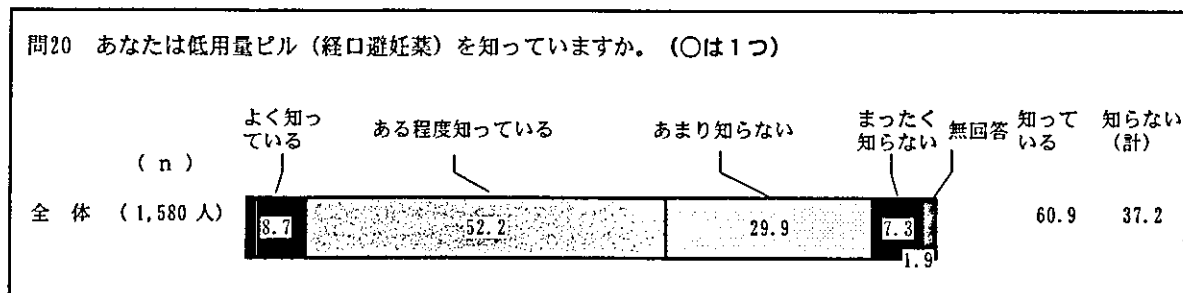 問20　あなたは低用量ピル（経口避妊薬）を知っていますか。（○は１つ）
よく知っ
ている
ある程度知っている
あまり知らない
まったく
知らない
無回答
知って
いる
知らない
（計）
（ n ）
全　体　（1,580 人）
8.7
52.2
29.9
7.3
1.9
60.9
37.2